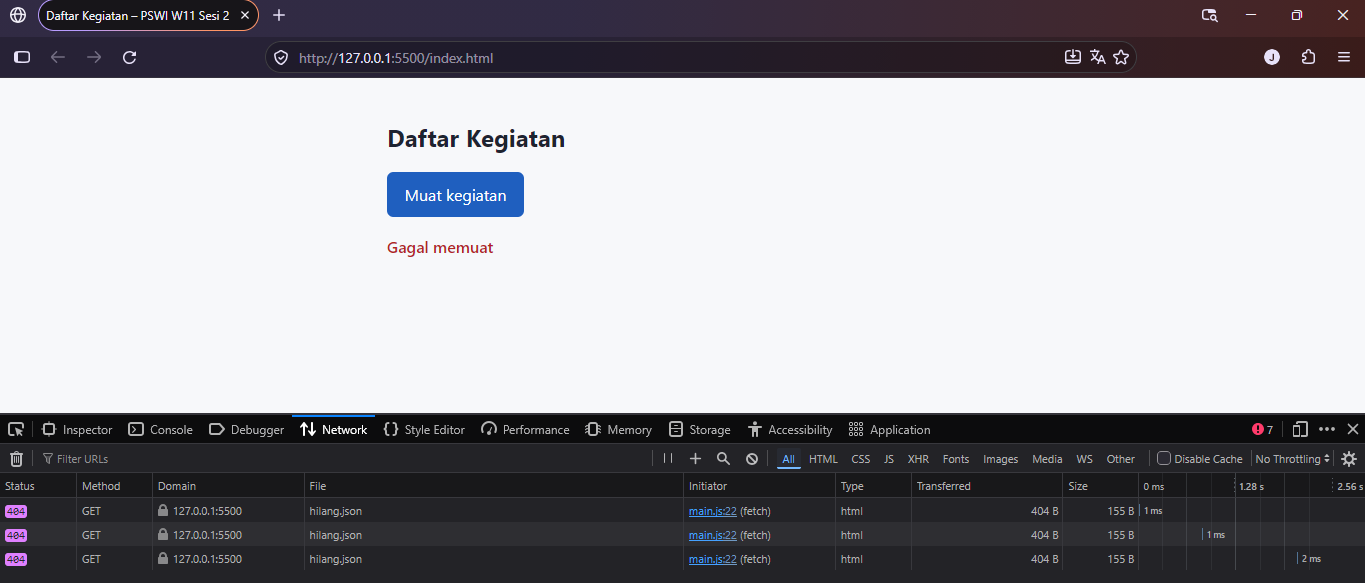 Daftar Kegiatan – PSWI W11 Sesi 2
http://127.0.0.1:5500/index.html
J
Daftar Kegiatan
Muat kegiatan
Gagal memuat
Inspector Console Debugger Network Style Editor Performance Memory Storage Accessibility Application 7
Filter URLs All HTML CSS JS XHR Fonts Images Media WS Other Disable Cache No Throttling
Status Method Domain File Initiator Type Transferred Size 0 ms 1.28 s 2.56 s
404 GET 127.0.0.1:5500 hilang.json main.js:22 (fetch) html 404 B 155 B 1 ms
404 GET 127.0.0.1:5500 hilang.json main.js:22 (fetch) html 404 B 155 B 1 ms
404 GET 127.0.0.1:5500 hilang.json main.js:22 (fetch) html 404 B 155 B 2 ms